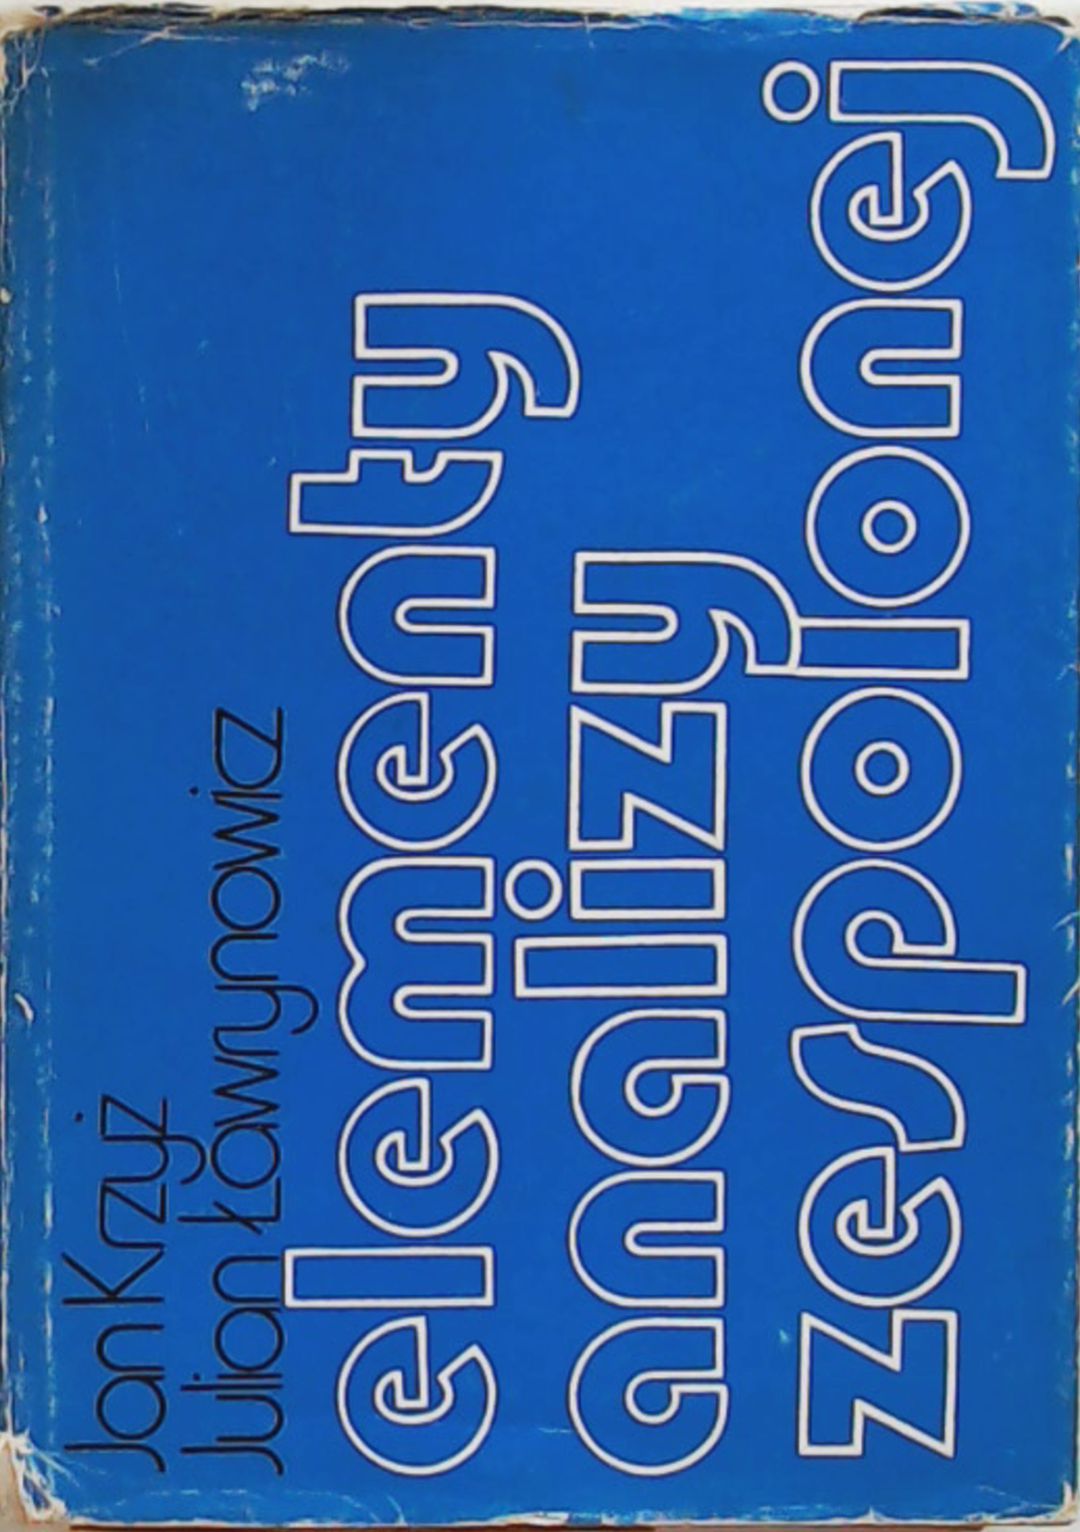 Jan Krzyż
Julian Ławrynowicz
elementy
analizy
zespolonej